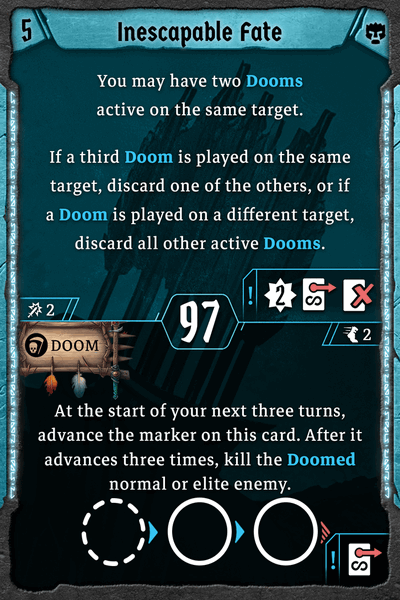 5
Inescapable Fate
You may have two Dooms
active on the same target.
If a third Doom is played on the same
target, discard one of the others, or if
a Doom is played on a different target,
discard all other active Dooms.
2
2
97
2
DOOM
At the start of your next three turns,
advance the marker on this card. After it
advances three times, kill the Doomed
normal or elite enemy.